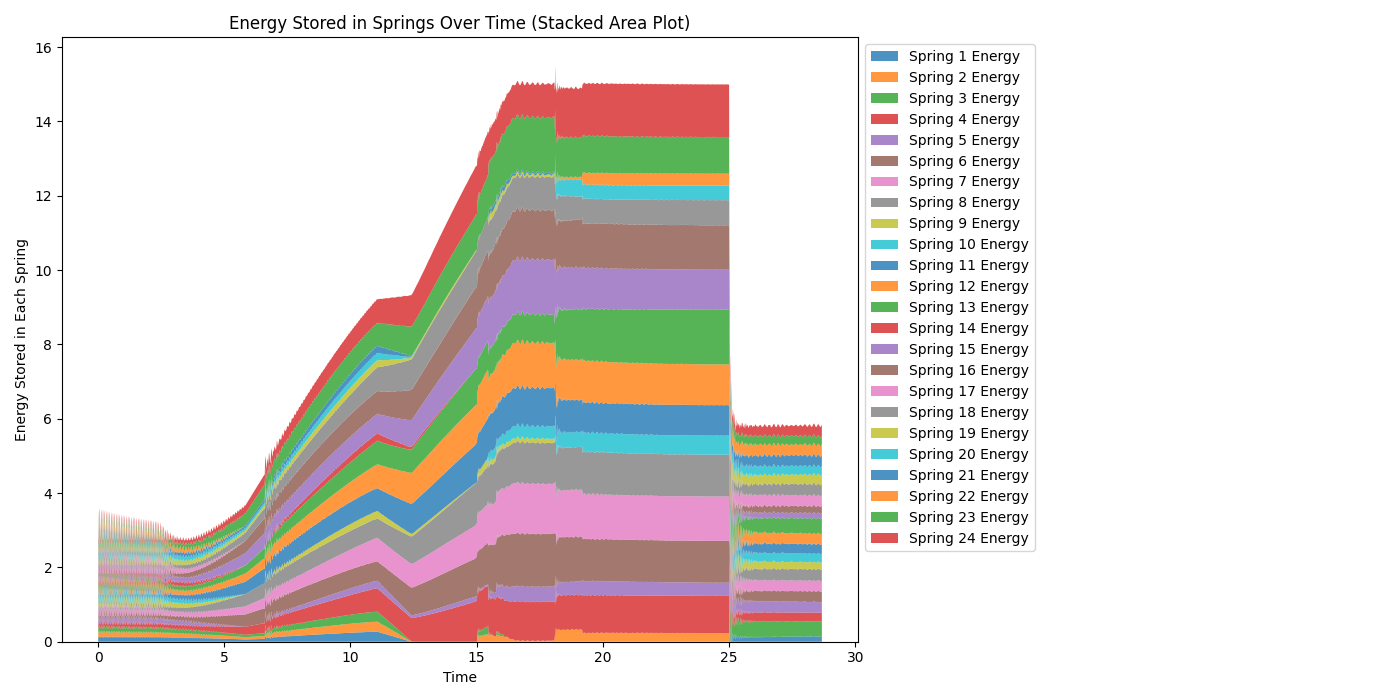 Energy Stored in Springs Over Time (Stacked Area Plot)
Energy Stored in Each Spring
16
14
12
10
8
6
4
2
0
0
5
10
15
20
25
30
Time
Spring 1 Energy
Spring 2 Energy
Spring 3 Energy
Spring 4 Energy
Spring 5 Energy
Spring 6 Energy
Spring 7 Energy
Spring 8 Energy
Spring 9 Energy
Spring 10 Energy
Spring 11 Energy
Spring 12 Energy
Spring 13 Energy
Spring 14 Energy
Spring 15 Energy
Spring 16 Energy
Spring 17 Energy
Spring 18 Energy
Spring 19 Energy
Spring 20 Energy
Spring 21 Energy
Spring 22 Energy
Spring 23 Energy
Spring 24 Energy